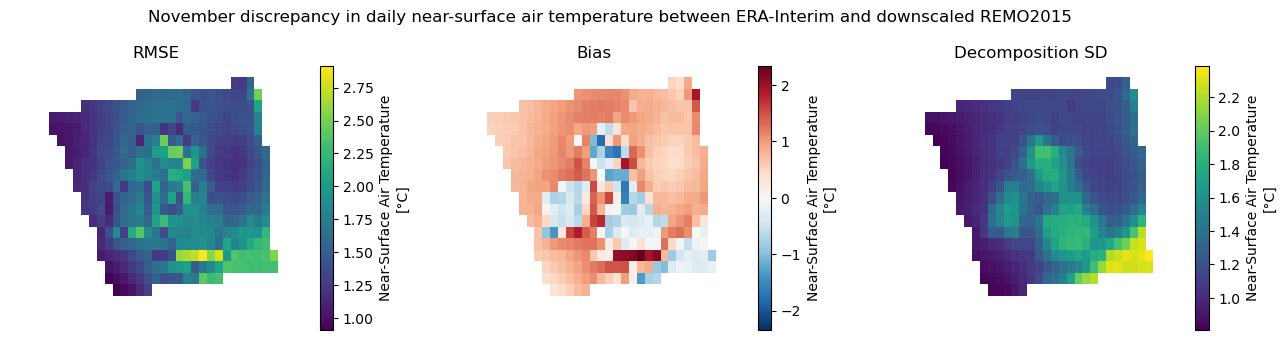 November discrepancy in daily near-surface air temperature between ERA-Interim and downscaled REMO2015
RMSE
2.75
2.50
2.25
2.00
1.75
1.50
1.25
1.00
Near-Surface Air Temperature
[°C]
Bias
2
1
0
−1
−2
Near-Surface Air Temperature
[°C]
Decomposition SD
2.2
2.0
1.8
1.6
1.4
1.2
1.0
Near-Surface Air Temperature
[°C]